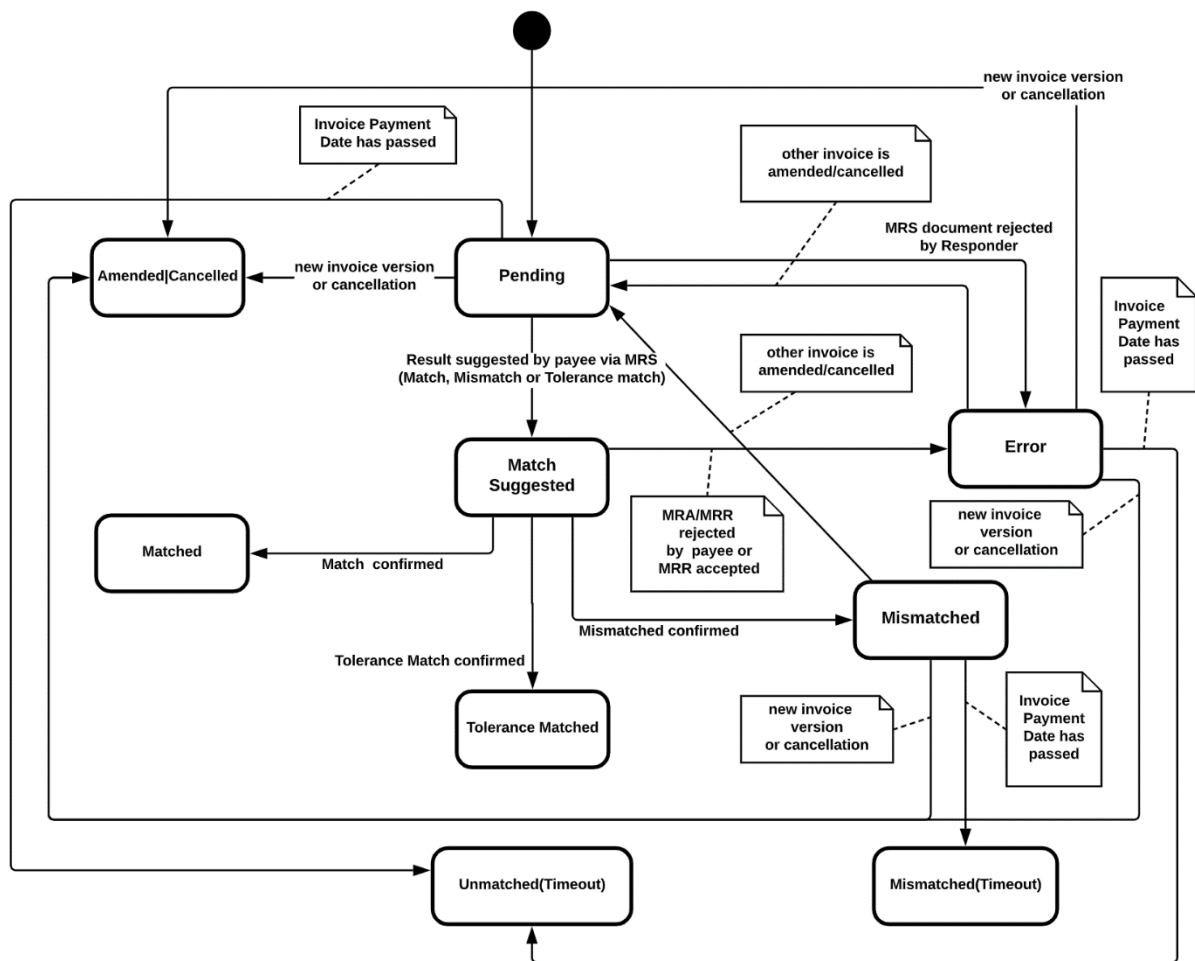 new invoice version
or cancellation
Invoice Payment
Date has passed
other invoice is
amended/cancelled
MRS document rejected
by Responder
Amended|Cancelled
new invoice version
or cancellation
Pending
Invoice
Payment
Date has
passed
Result suggested by payee via MRS
(Match, Mismatch or Tolerance match)
other invoice is
amended/cancelled
Error
Match
Suggested
MRA/MRR
rejected
by payee or
MRR accepted
new invoice
version
or cancellation
Matched
Match confirmed
Mismatched
Mismatched confirmed
Tolerance Match confirmed
Tolerance Matched
new invoice
version
or cancellation
Invoice
Payment
Date has
passed
Unmatched(Timeout)
Mismatched(Timeout)